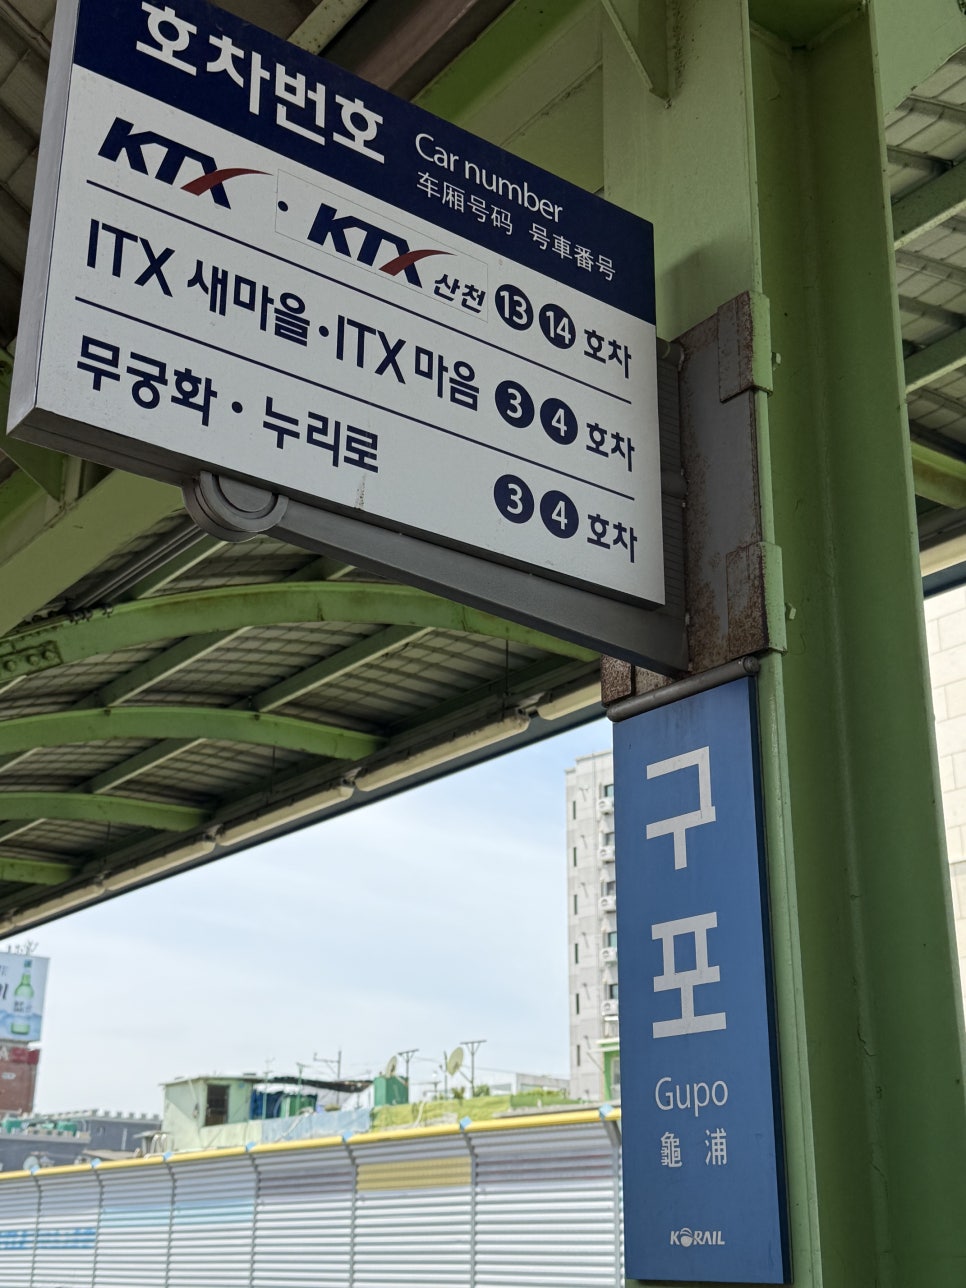 호차번호 Car number
车厢号码 号車番号
KTX · KTX 산천 13 14 호차
ITX 새마을 · ITX 마음 3 4 호차
무궁화 · 누리로 3 4 호차
구포
Gupo
龜浦
KORAIL